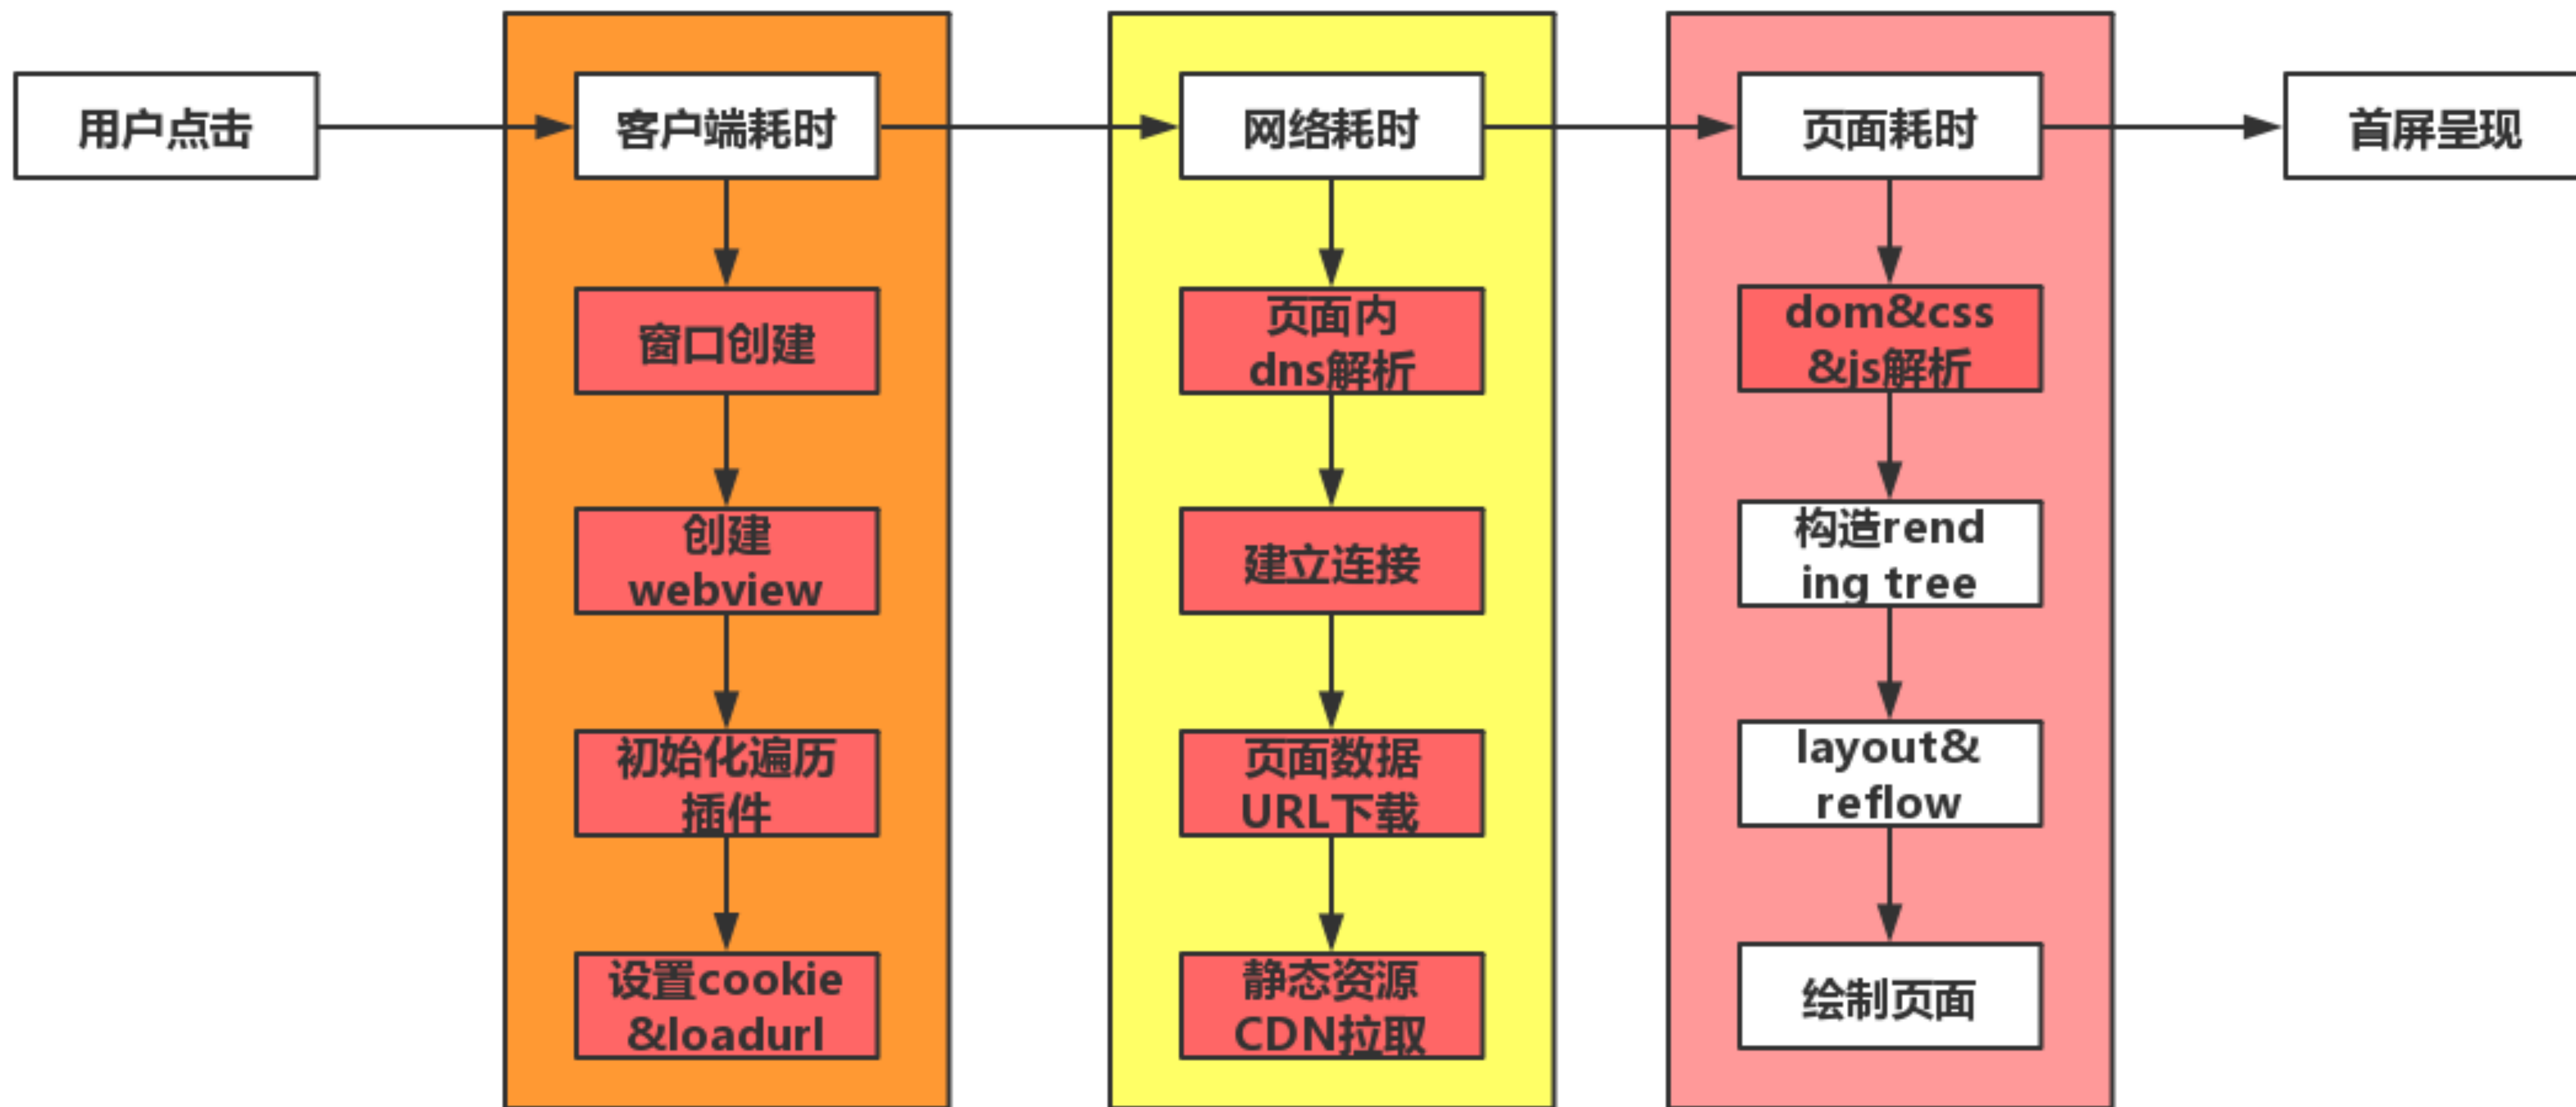 用户点击
客户端耗时
网络耗时
页面耗时
首屏呈现
窗口创建
创建
webview
初始化遍历
插件
设置cookie
&loadurl
页面内
dns解析
建立连接
页面数据
URL下载
静态资源
CDN拉取
dom&css
&js解析
构造rend
ing tree
layout&
reflow
绘制页面